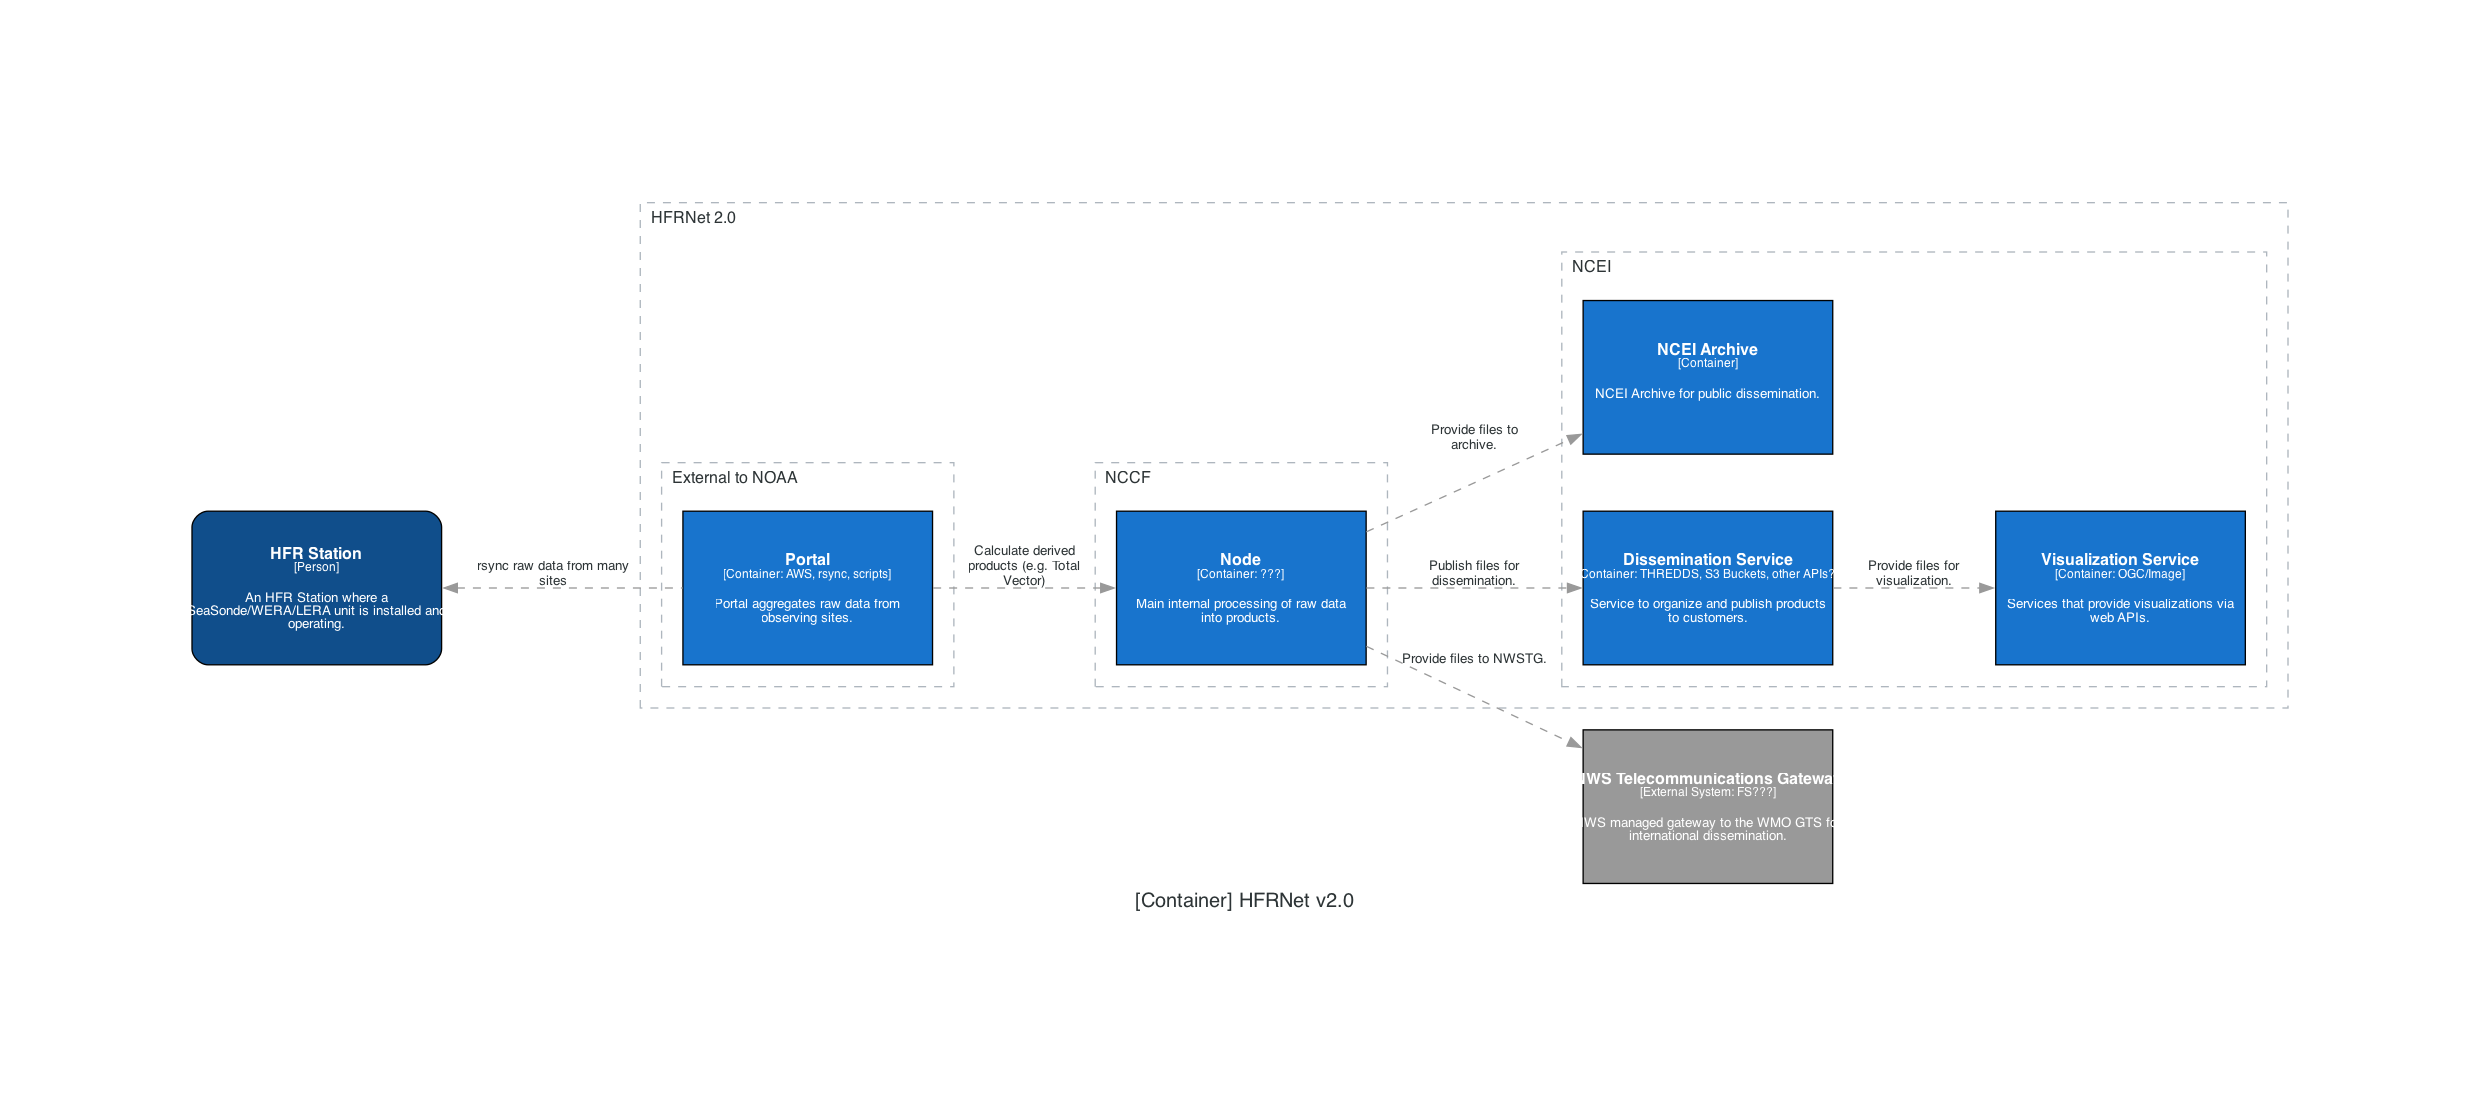 HFRNet 2.0
NCEI
NCEI Archive
[Container]
NCEI Archive for public dissemination.
Provide files to
archive.
External to NOAA
NCCF
HFR Station
[Person]
An HFR Station where a
SeaSonde/WERA/LERA unit is installed and
operating.
rsync raw data from many
sites
Portal
[Container: AWS, rsync, scripts]
Portal aggregates raw data from
observing sites.
Calculate derived
products (e.g. Total
Vector)
Node
[Container: ???]
Main internal processing of raw data
into products.
Publish files for
dissemination.
Dissemination Service
Container: THREDDS, S3 Buckets, other APIs?
Service to organize and publish products
to customers.
Provide files for
visualization.
Visualization Service
[Container: OGC/Image]
Services that provide visualizations via
web APIs.
Provide files to NWSTG.
NWS Telecommunications Gatewa
[External System: FS???]
NWS managed gateway to the WMO GTS fo
international dissemination.
[Container] HFRNet v2.0